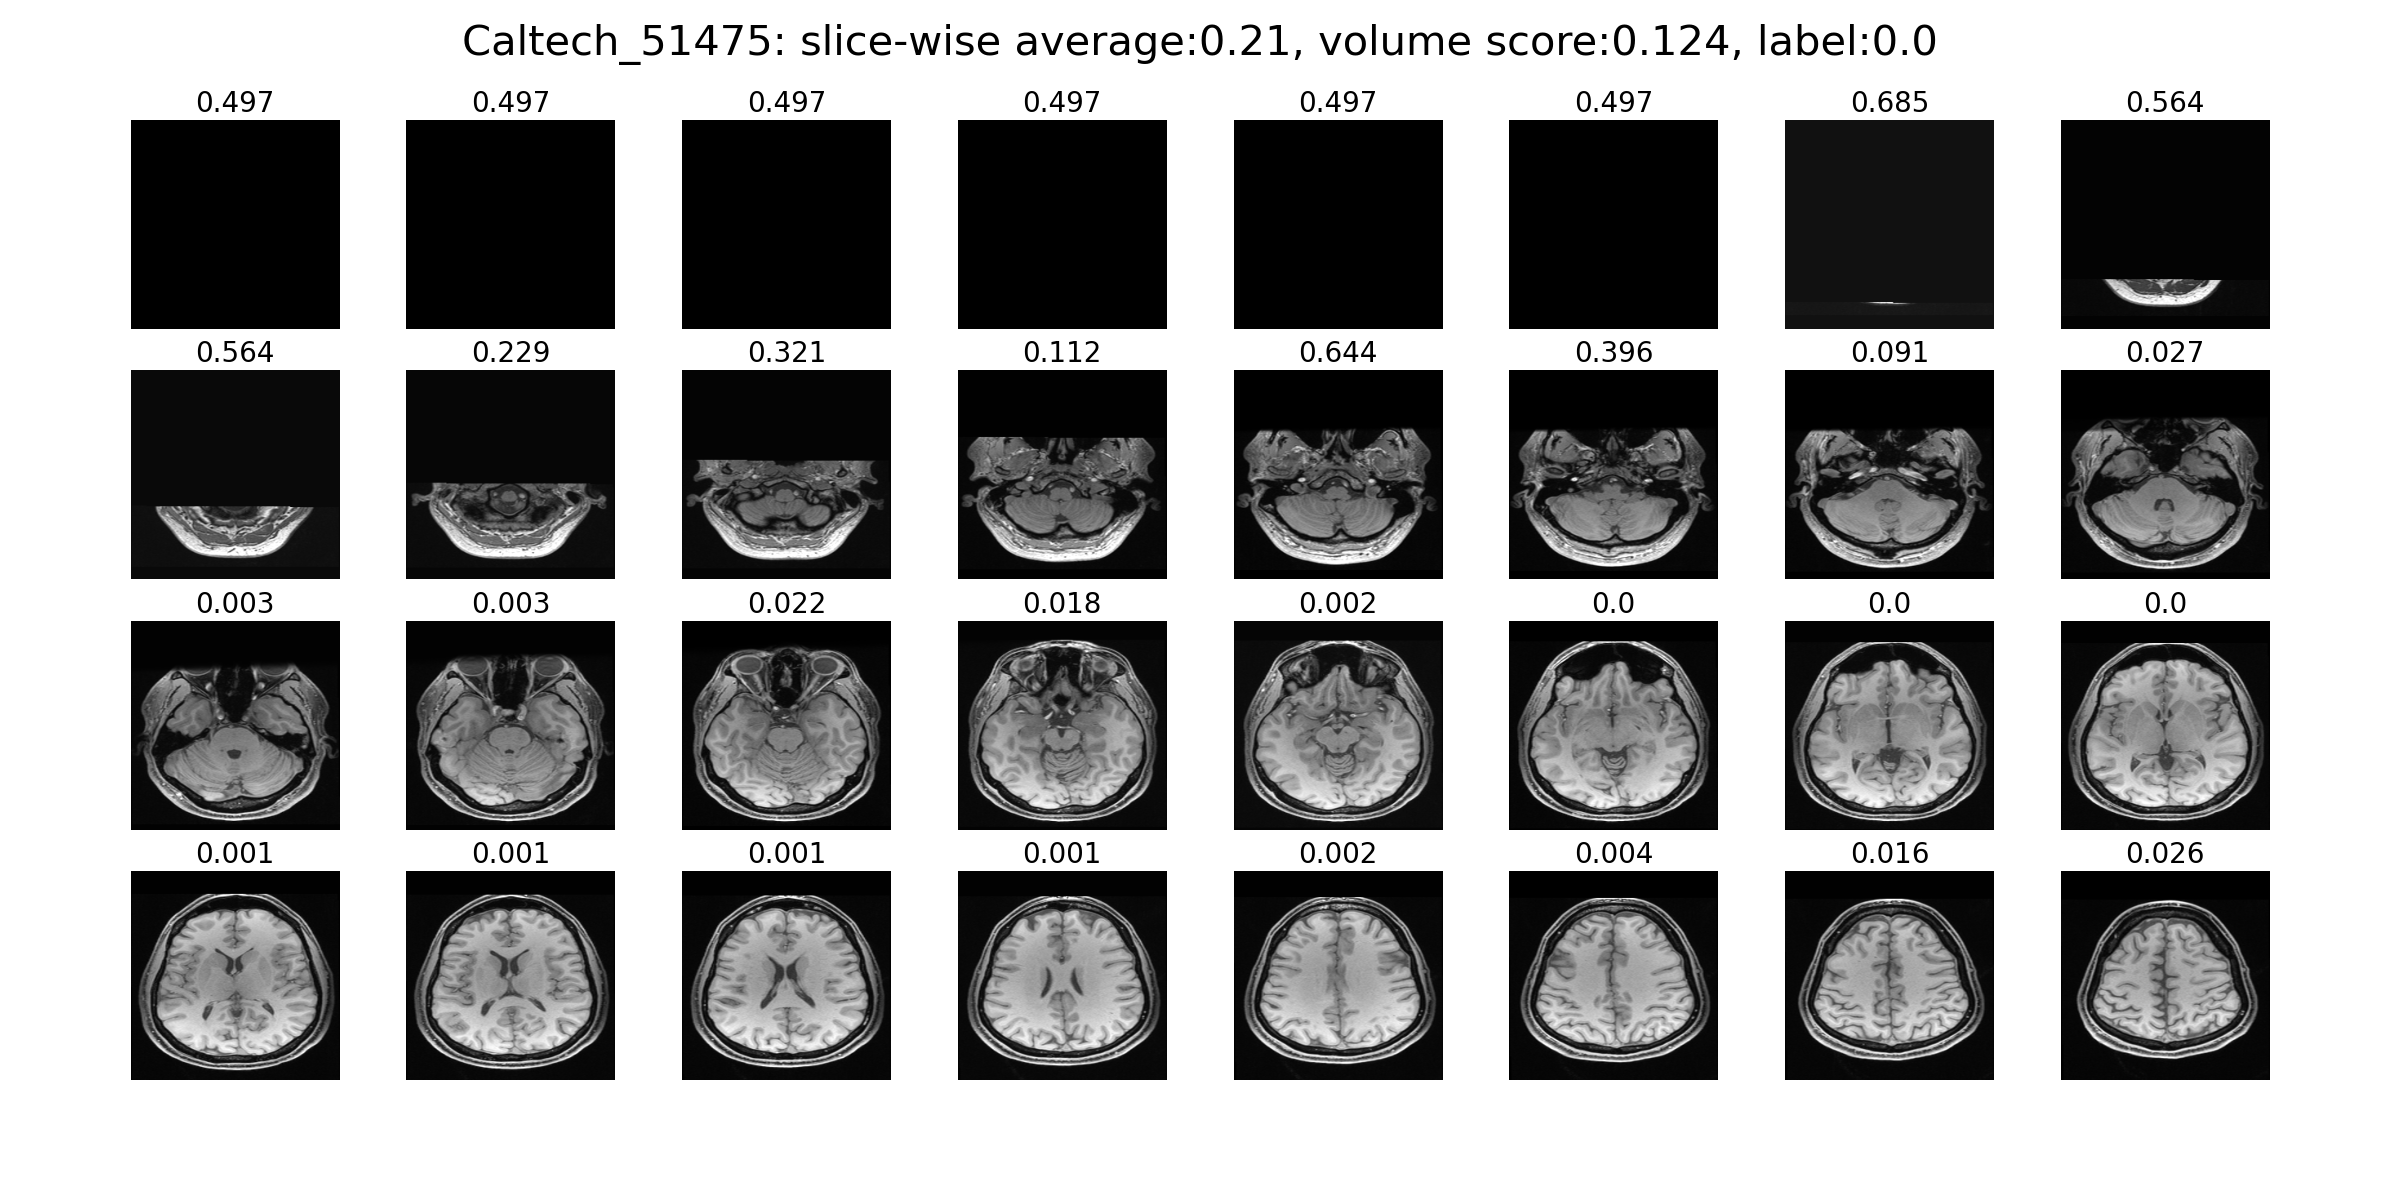 Caltech_51475: slice-wise average:0.21, volume score:0.124, label:0.0
0.497 0.497 0.497 0.497 0.497 0.497 0.685 0.564
0.564 0.229 0.321 0.112 0.644 0.396 0.091 0.027
0.003 0.003 0.022 0.018 0.002 0.0 0.0 0.0
0.001 0.001 0.001 0.001 0.002 0.004 0.016 0.026